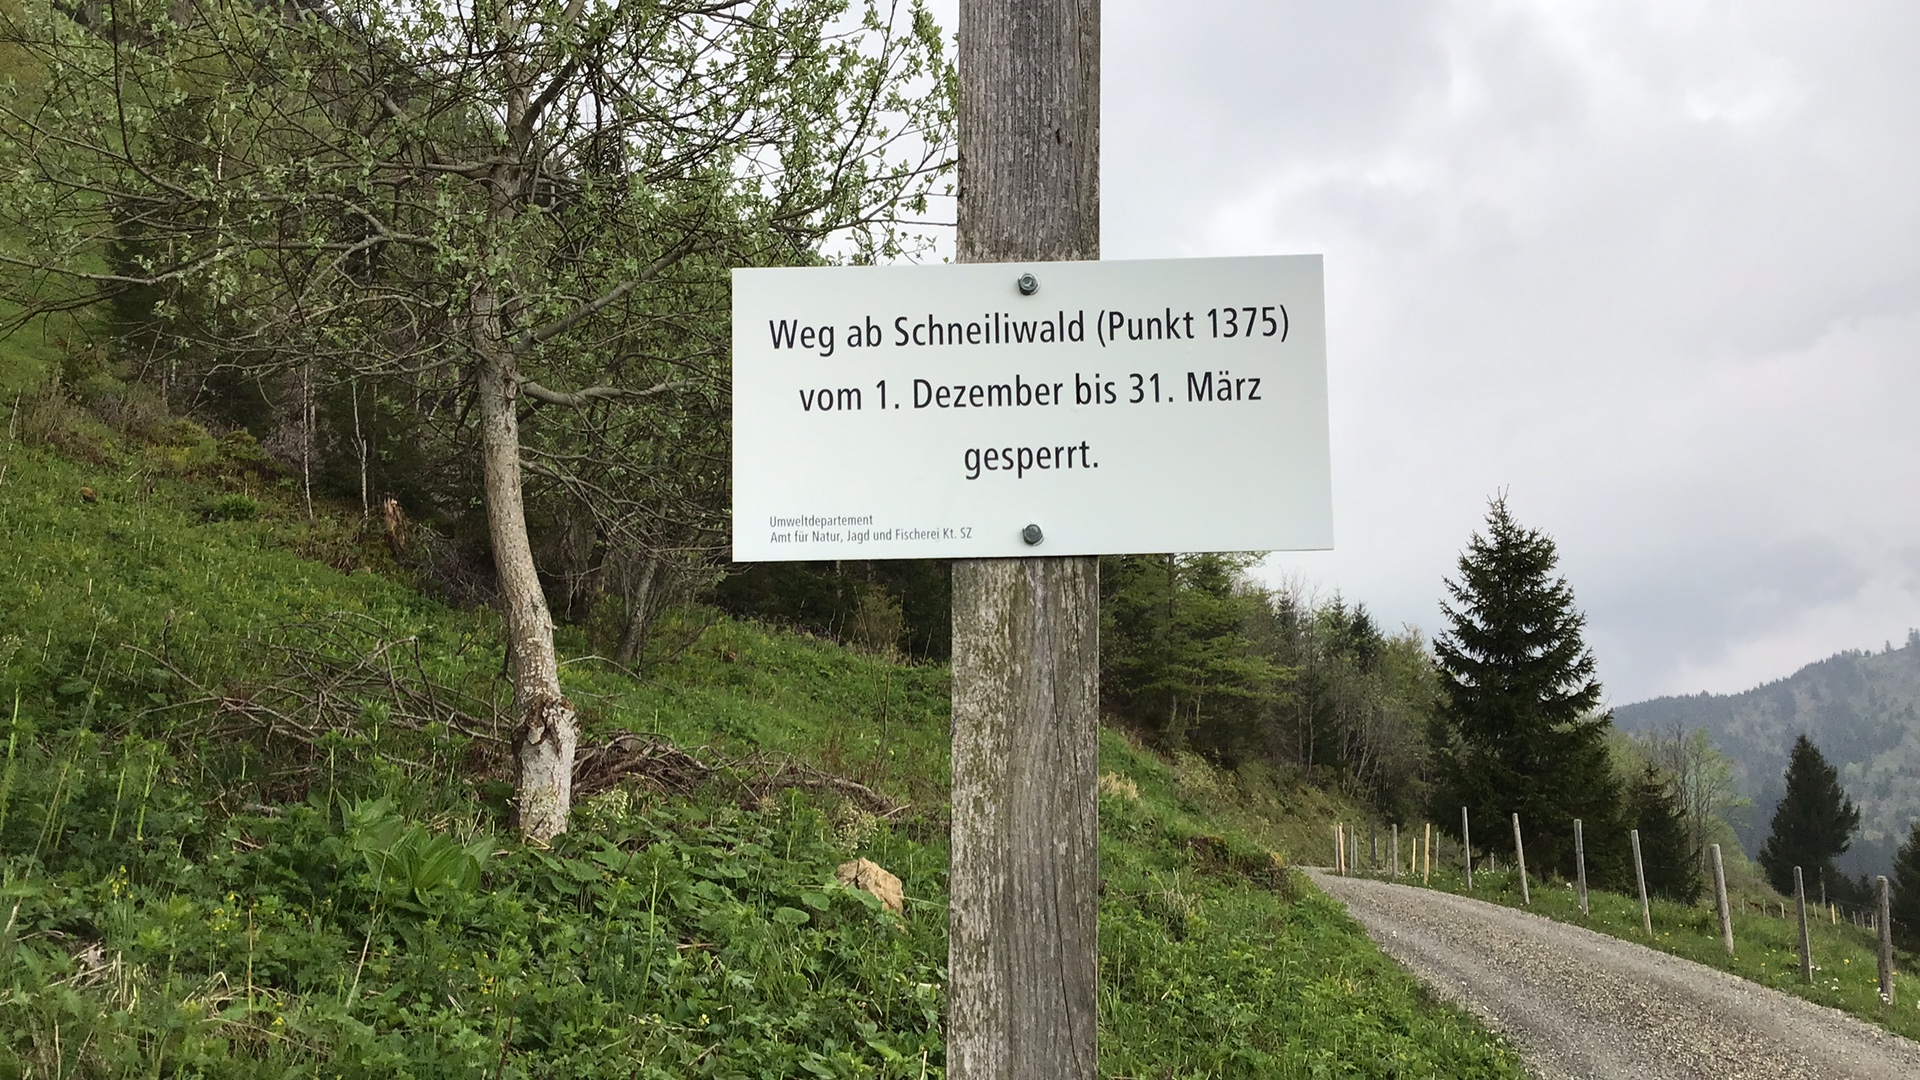 Weg ab Schneiliwald (Punkt 1375)
vom 1. Dezember bis 31. März
gesperrt.
Umweltdepartement
Amt für Natur, Jagd und Fischerei Kt. SZ